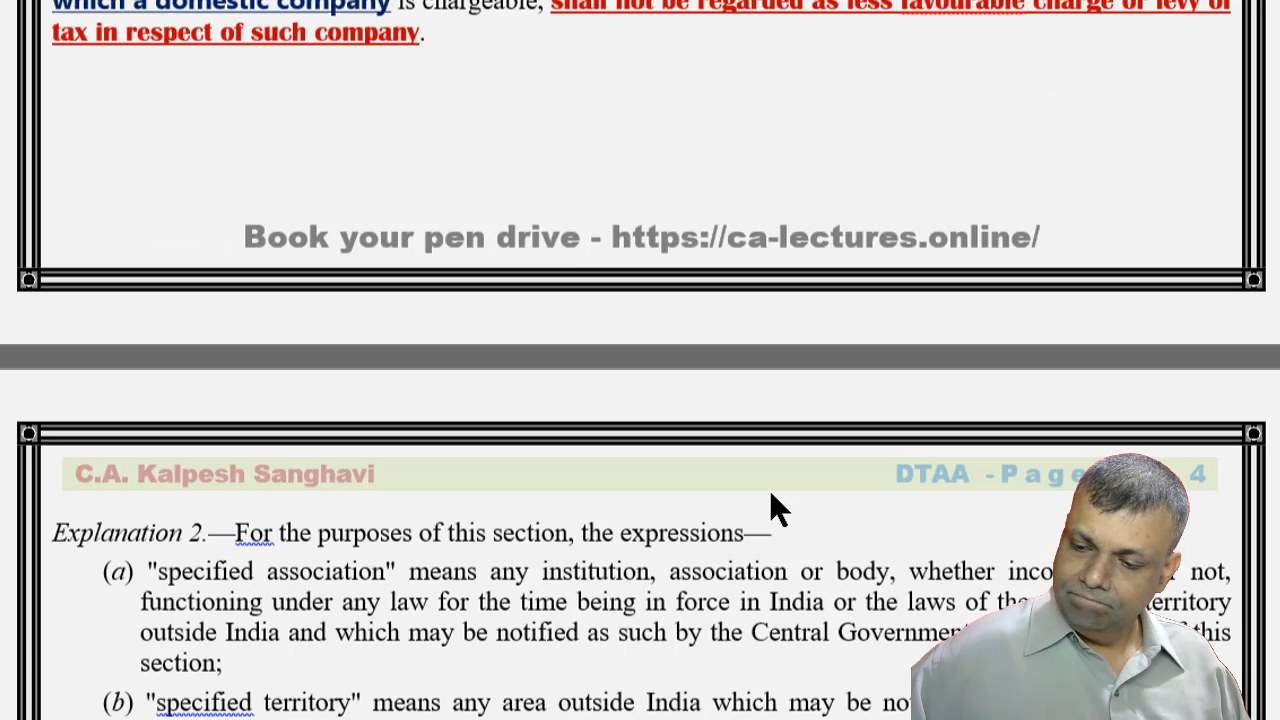 which a domestic company is chargeable, shall not be regarded as less favourable charge or levy of
tax in respect of such company.
Book your pen drive - https://ca-lectures.online/
C.A. Kalpesh Sanghavi
DTAA - Page 4
Explanation 2.—For the purposes of this section, the expressions—
(a) "specified association" means any institution, association or body, whether not,
functioning under any law for the time being in force in India or the laws of territory
outside India and which may be notified as such by the Central this
section;
(b) "specified territory" means any area outside India which may be